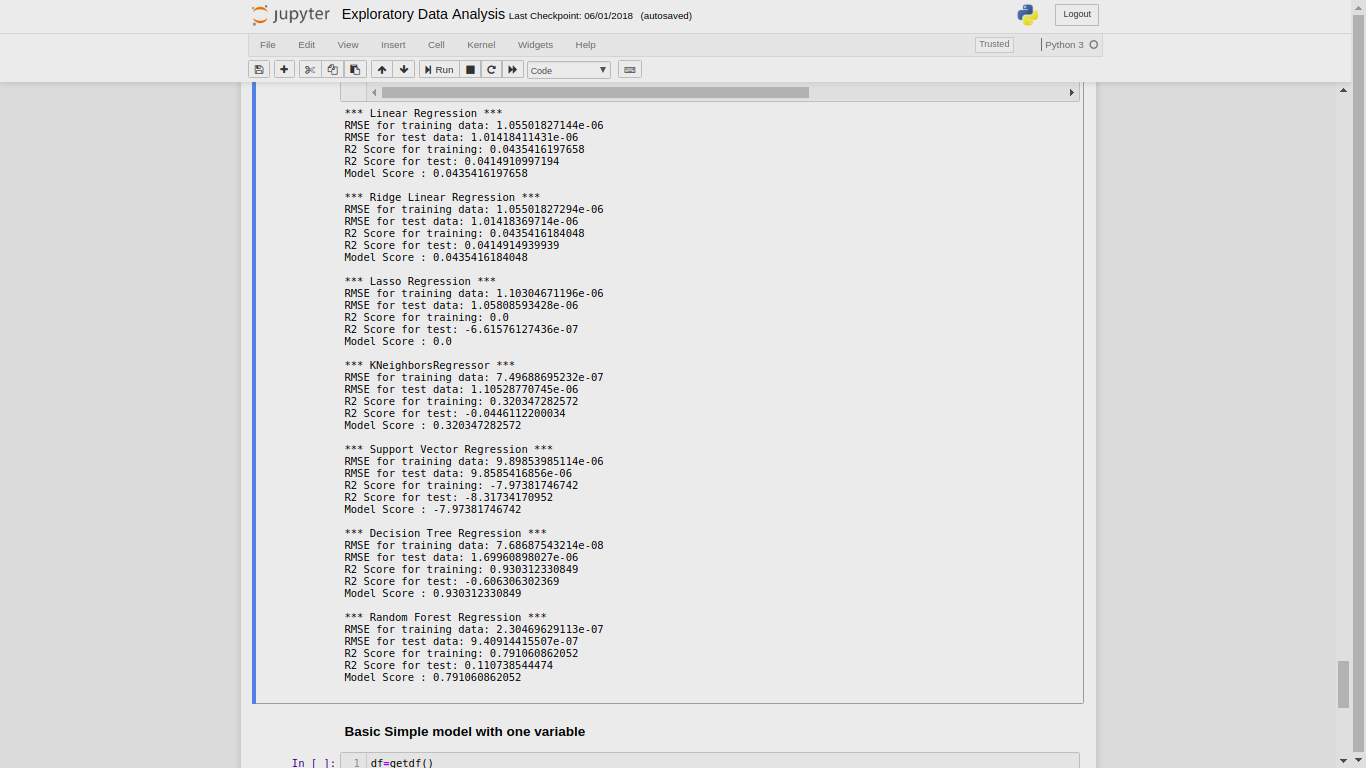 jupyter Exploratory Data Analysis Last Checkpoint: 06/01/2018 (autosaved)
Logout
File Edit View Insert Cell Kernel Widgets Help
Trusted Python 3
Run Code
*** Linear Regression ***
RMSE for training data: 1.05501827144e-06
RMSE for test data: 1.01418411431e-06
R2 Score for training: 0.0435416197658
R2 Score for test: 0.0414910997194
Model Score : 0.0435416197658
*** Ridge Linear Regression ***
RMSE for training data: 1.05501827294e-06
RMSE for test data: 1.01418369714e-06
R2 Score for training: 0.0435416184048
R2 Score for test: 0.0414914939939
Model Score : 0.0435416184048
*** Lasso Regression ***
RMSE for training data: 1.10304671196e-06
RMSE for test data: 1.05808593428e-06
R2 Score for training: 0.0
R2 Score for test: -6.61576127436e-07
Model Score : 0.0
*** KNeighborsRegressor ***
RMSE for training data: 7.49688695232e-07
RMSE for test data: 1.10528770745e-06
R2 Score for training: 0.320347282572
R2 Score for test: -0.0446112200034
Model Score : 0.320347282572
*** Support Vector Regression ***
RMSE for training data: 9.89853985114e-06
RMSE for test data: 9.8585416856e-06
R2 Score for training: -7.97381746742
R2 Score for test: -8.31734170952
Model Score : -7.97381746742
*** Decision Tree Regression ***
RMSE for training data: 7.68687543214e-08
RMSE for test data: 1.69960898027e-06
R2 Score for training: 0.930312330849
R2 Score for test: -0.606306302369
Model Score : 0.930312330849
*** Random Forest Regression ***
RMSE for training data: 2.30469629113e-07
RMSE for test data: 9.40914415507e-07
R2 Score for training: 0.791060862052
R2 Score for test: 0.110738544474
Model Score : 0.791060862052
Basic Simple model with one variable
In [ ]: 1 df=getdf()